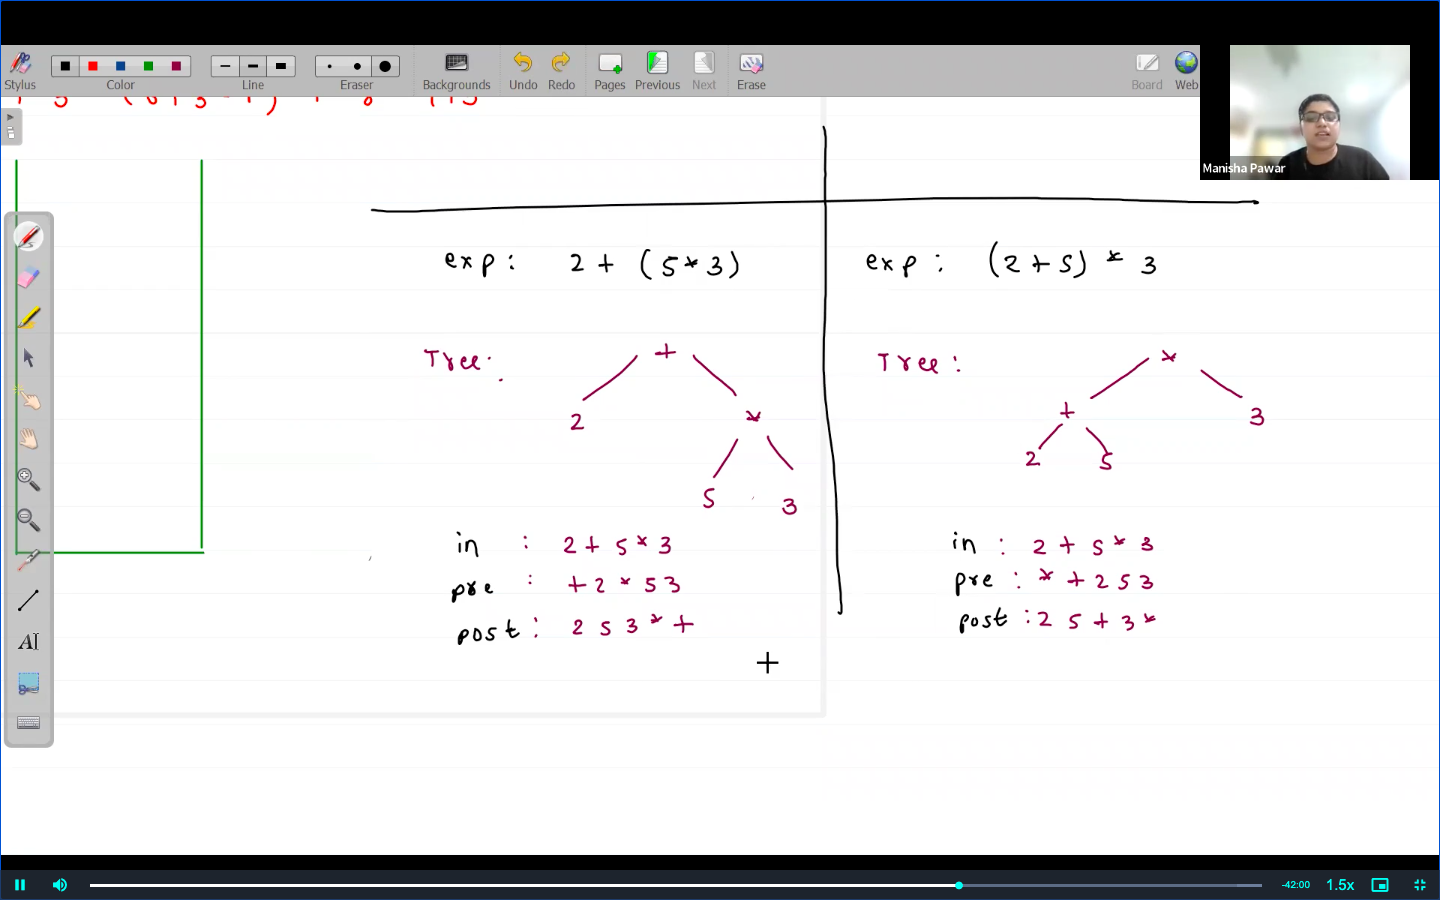 Stylus
Color
Line
Eraser
Backgrounds
Undo
Redo
Pages
Previous
Next
Erase
Board
Web
Manisha Pawar
exp : 2 + (5 * 3)
Tree :
+
2
*
5 3
in : 2 + 5 * 3
pre : + 2 * 5 3
post : 2 5 3 * +
exp : (2 + 5) * 3
Tree :
*
+
3
2 5
in : 2 + 5 * 3
pre : * + 2 5 3
post : 2 5 + 3 *
AI
-42:00
1.5x